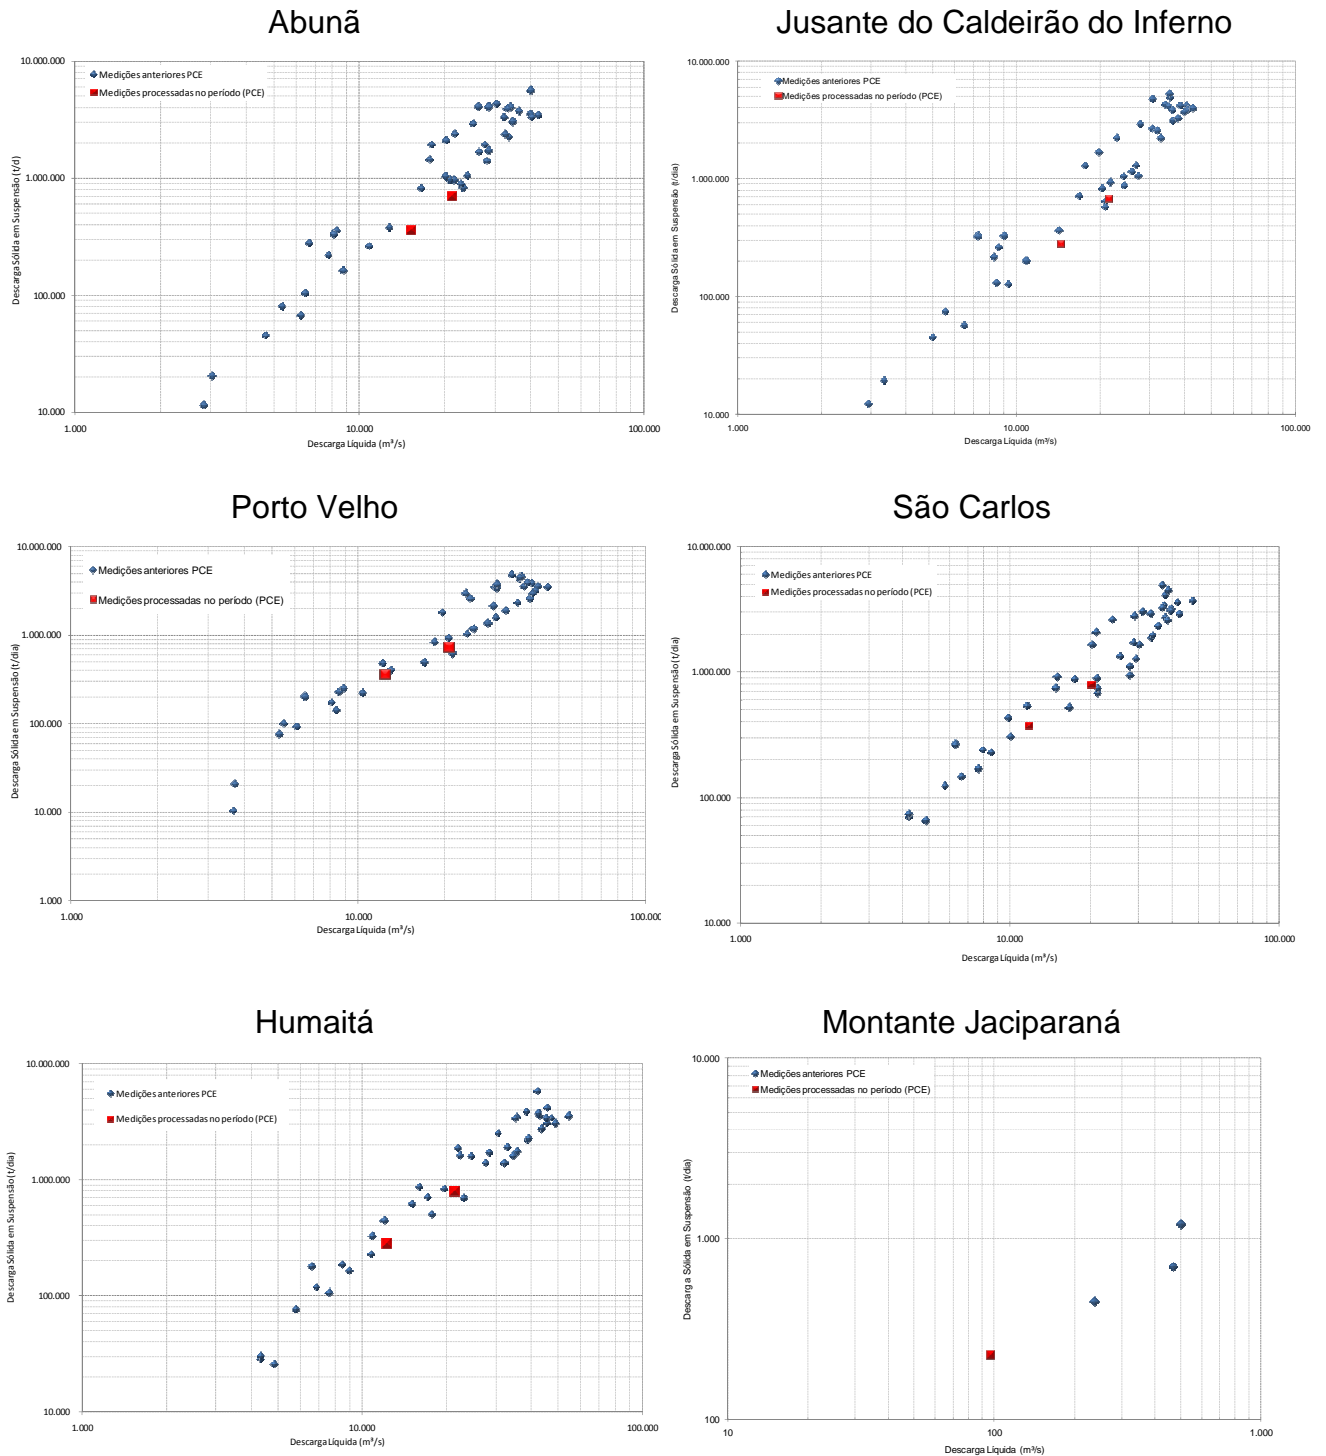 Abunã
10.000.000
Medições anteriores PCE
Medições processadas no período (PCE)
1.000.000
100.000
10.000
1.000
10.000
100.000
Descarga Sólida em Suspensão (t/d)
Descarga Líquida (m³/s)
Jusante do Caldeirão do Inferno
10.000.000
Medições anteriores PCE
Medições processadas no período (PCE)
1.000.000
100.000
10.000
1.000
10.000
100.000
Descarga Sólida em Suspensão (t/dia)
Descarga Líquida (m³/s)
Porto Velho
10.000.000
Medições anteriores PCE
Medições processadas no período (PCE)
1.000.000
100.000
10.000
1.000
1.000
10.000
100.000
Descarga Sólida em Suspensão (t/dia)
Descarga Líquida (m³/s)
São Carlos
10.000.000
Medições anteriores PCE
Medições processadas no período (PCE)
1.000.000
100.000
10.000
1.000
10.000
100.000
Descarga Sólida em Suspensão (t/dia)
Descarga Líquida (m³/s)
Humaitá
10.000.000
Medições anteriores PCE
Medições processadas no período (PCE)
1.000.000
100.000
10.000
1.000
10.000
100.000
Descarga Sólida em Suspensão (t/dia)
Descarga Líquida (m³/s)
Montante Jaciparaná
10.000
Medições anteriores PCE
Medições processadas no período (PCE)
1.000
100
10
100
1.000
Descarg a Sólida em Suspensão (t/dia)
Descarga Líquida (m³/s)